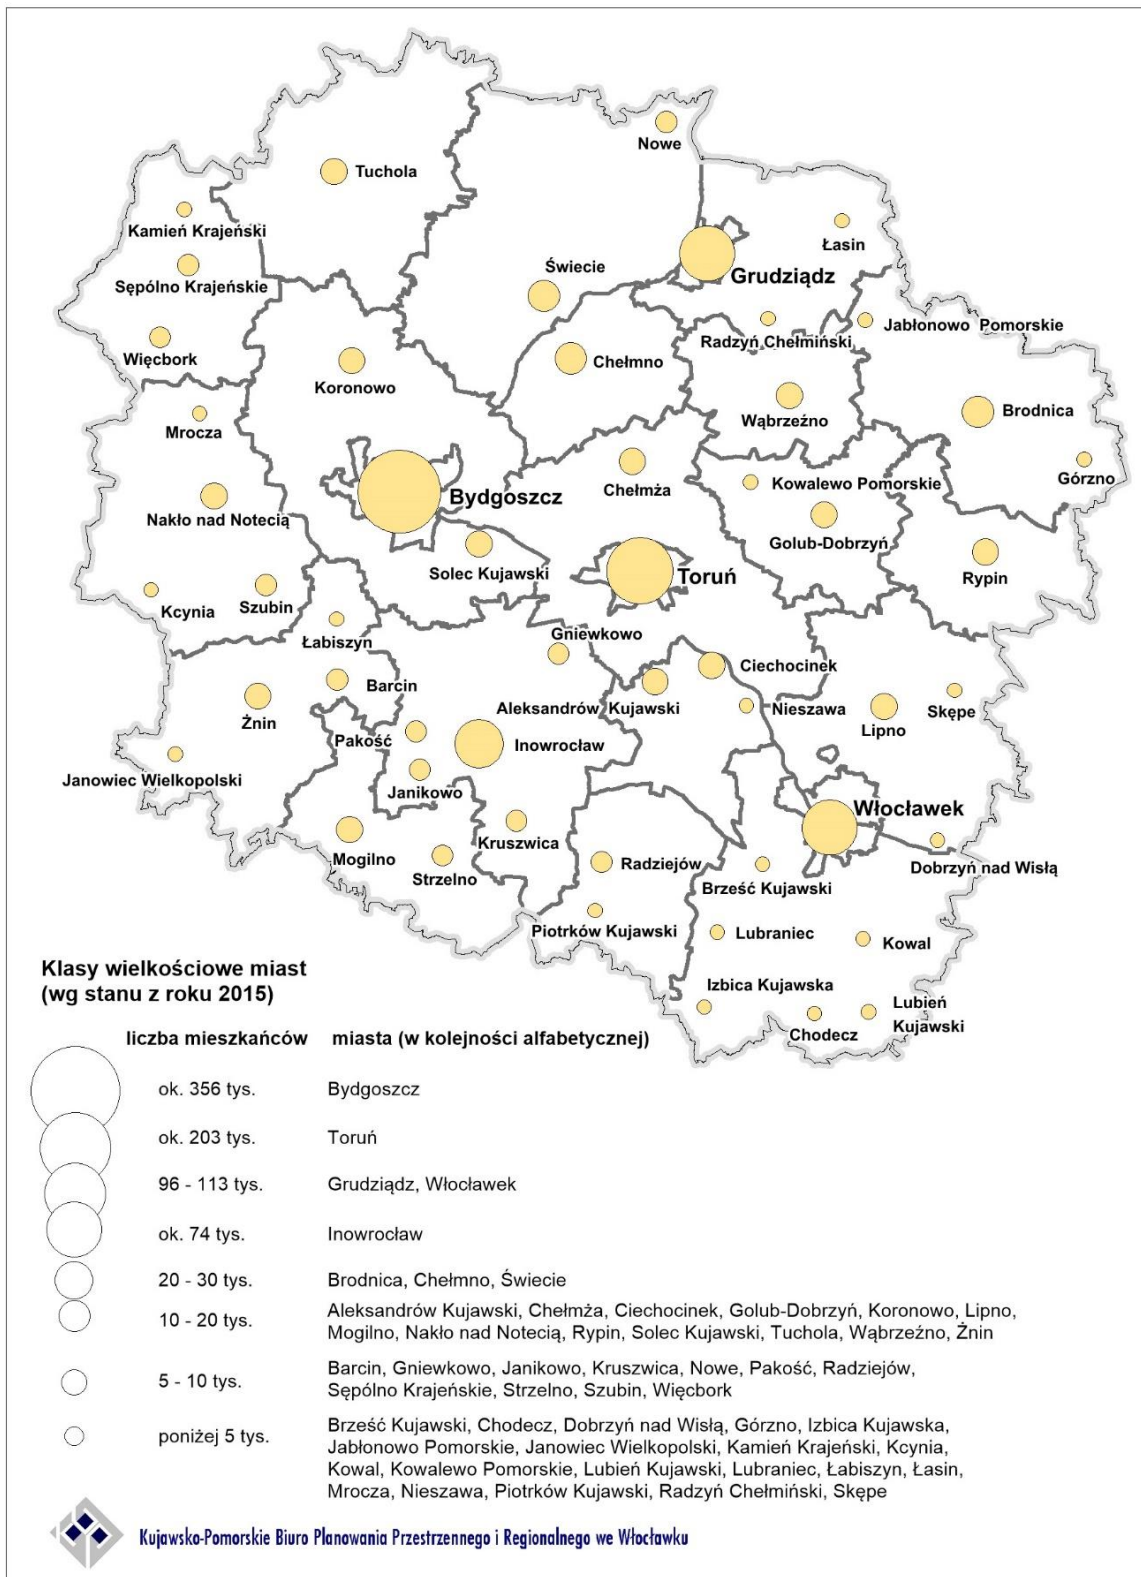 Nowe
Tuchola
Kamień Krajeński
Łasin
Sępólno Krajeńskie
Świecie
Grudziądz
Jabłonowo Pomorskie
Radzyń Chełmiński
Więcbork
Chełmno
Koronowo
Brodnica
Wąbrzeźno
Mrocza
Górzno
Kowalewo Pomorskie
Chełmża
Bydgoszcz
Nakło nad Notecią
Golub-Dobrzyń
Solec Kujawski
Toruń
Rypin
Kcynia
Szubin
Gniewkowo
Łabiszyn
Ciechocinek
Barcin
Aleksandrów Kujawski
Nieszawa
Skępe
Żnin
Lipno
Pakość
Inowrocław
Janowiec Wielkopolski
Janikowo
Włocławek
Kruszwica
Mogilno
Radziejów
Dobrzyń nad Wisłą
Strzelno
Brześć Kujawski
Piotrków Kujawski
Lubraniec
Kowal
Izbica Kujawska
Lubień
Kujawski
Chodecz
Klasy wielkościowe miast
(wg stanu z roku 2015)
liczba mieszkańców miasta (w kolejności alfabetycznej)
ok. 356 tys. Bydgoszcz
ok. 203 tys. Toruń
96 - 113 tys. Grudziądz, Włocławek
ok. 74 tys. Inowrocław
20 - 30 tys. Brodnica, Chełmno, Świecie
10 - 20 tys. Aleksandrów Kujawski, Chełmża, Ciechocinek, Golub-Dobrzyń, Koronowo, Lipno,
Mogilno, Nakło nad Notecią, Rypin, Solec Kujawski, Tuchola, Wąbrzeźno, Żnin
5 - 10 tys. Barcin, Gniewkowo, Janikowo, Kruszwica, Nowe, Pakość, Radziejów,
Sępólno Krajeńskie, Strzelno, Szubin, Więcbork
poniżej 5 tys. Brześć Kujawski, Chodecz, Dobrzyń nad Wisłą, Górzno, Izbica Kujawska,
Jabłonowo Pomorskie, Janowiec Wielkopolski, Kamień Krajeński, Kcynia,
Kowal, Kowalewo Pomorskie, Lubień Kujawski, Lubraniec, Łabiszyn, Łasin,
Mrocza, Nieszawa, Piotrków Kujawski, Radzyń Chełmiński, Skępe
Kujawsko-Pomorskie Biuro Planowania Przestrzennego i Regionalnego we Włocławku